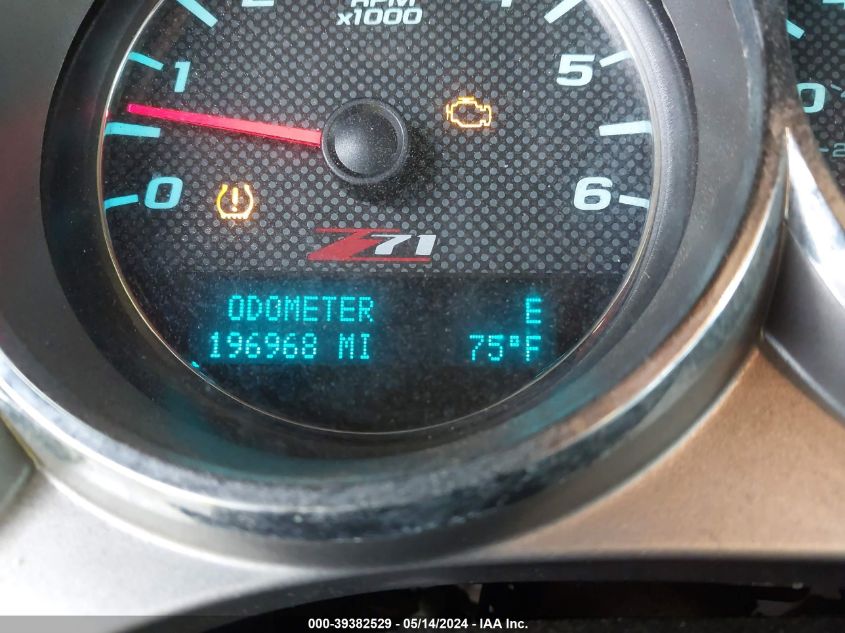 RPM
x1000
1
5
0
6
Z71
ODOMETER E
196968 MI 75°F
000-39382529 - 05/14/2024 - IAA Inc.